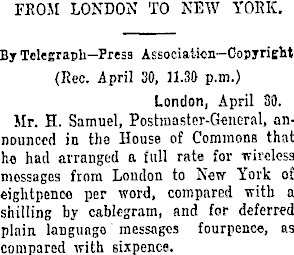 FROM LONDON TO NEW YORK.
By Telegraph—Press Association—Copyright
(Rec. April 30, 11.30 p.m.)
London, April 30.
Mr. H. Samuel, Postmaster-General, an-
nounced in the House of Commons that
he had arranged a full rate for wireless
messages from London to New York of
eightpence per word, compared with a
shilling by cablegram, and for deferred
plain language messages fourpence, as
compared with sixpence.